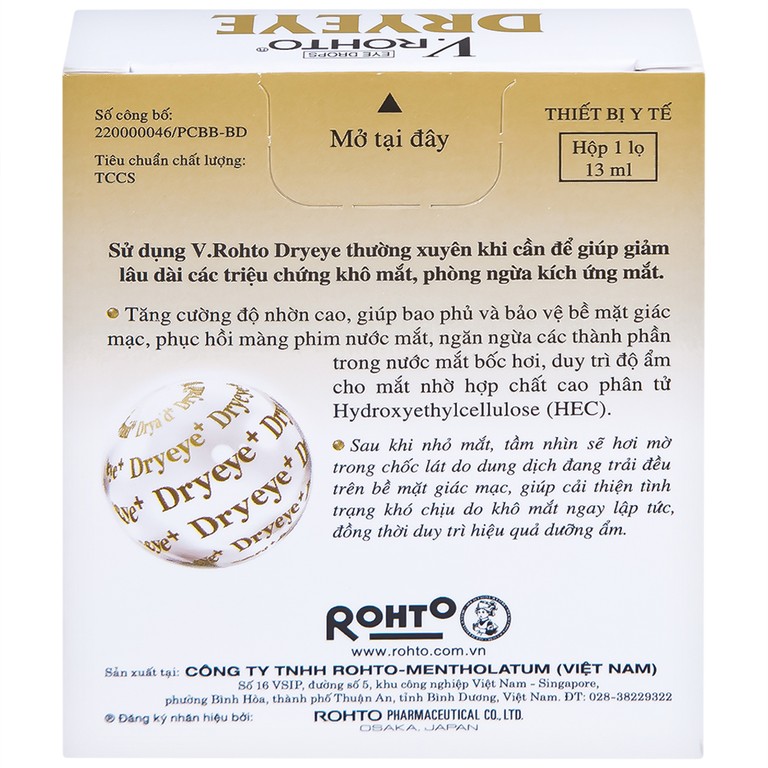 DRYEYE
V.ROHTO®
EYE DROPS
Số công bố:
220000046/PCBB-BD
Tiêu chuẩn chất lượng:
TCCS
Mở tại đây
THIẾT BỊ Y TẾ
Hộp 1 lọ
13 ml
Sử dụng V.Rohto Dryeye thường xuyên khi cần để giúp giảm
lâu dài các triệu chứng khô mắt, phòng ngừa kích ứng mắt.
Tăng cường độ nhờn cao, giúp bao phủ và bảo vệ bề mặt giác
mạc, phục hồi màng phim nước mắt, ngăn ngừa các thành phần
trong nước mắt bốc hơi, duy trì độ ẩm
cho mắt nhờ hợp chất cao phân tử
Hydroxyethylcellulose (HEC).
Sau khi nhỏ mắt, tầm nhìn sẽ hơi mờ
trong chốc lát do dung dịch đang trải đều
trên bề mặt giác mạc, giúp cải thiện tình
trạng khó chịu do khô mắt ngay lập tức,
đồng thời duy trì hiệu quả dưỡng ẩm.
Dryeye+ Dryeye+
Dryeye+
Dryeye+
Dryeye+
ROHTO
www.rohto.com.vn
Sản xuất tại: CÔNG TY TNHH ROHTO-MENTHOLATUM (VIỆT NAM)
Số 16 VSIP, đường số 5, khu công nghiệp Việt Nam - Singapore,
phường Bình Hòa, thành phố Thuận An, tỉnh Bình Dương, Việt Nam. ĐT: 028-38229322
® Đăng ký nhãn hiệu bởi: ROHTO PHARMACEUTICAL CO., LTD.
OSAKA, JAPAN